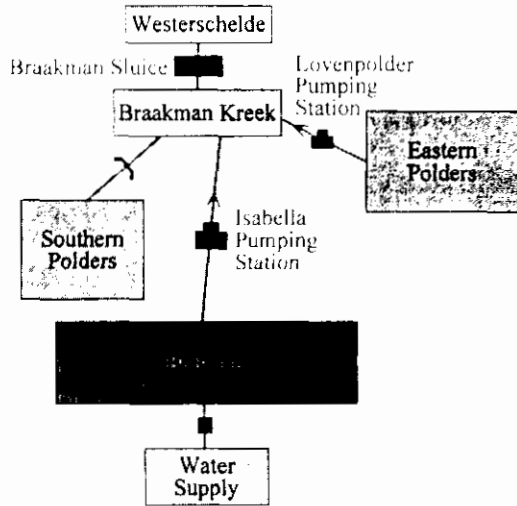 Westerschelde
Braakman Sluice
Lovenpolder
Pumping
Station
Braakman Kreek
Eastern
Polders
Isabella
Pumping
Station
Southern
Polders
Water
Supply